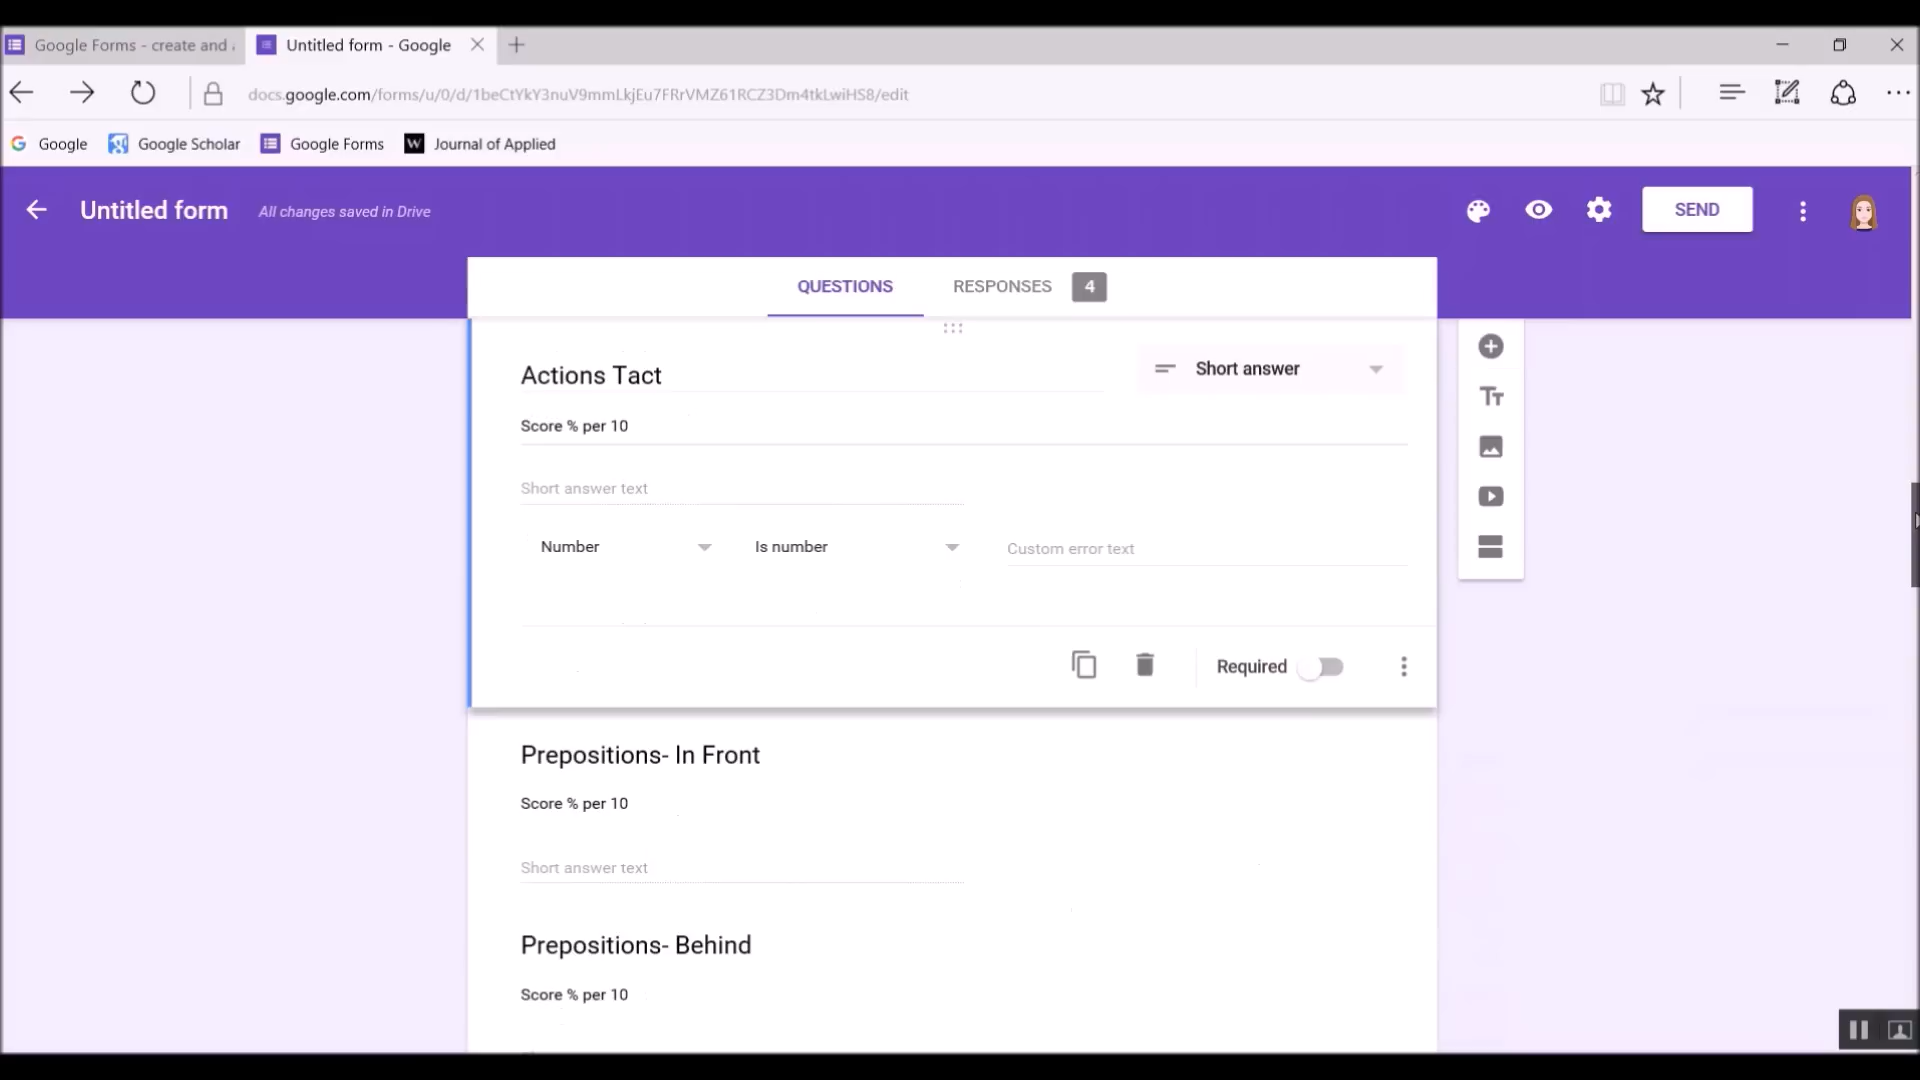 Google Forms - create and
Untitled form - Google
docs.google.com/forms/u/0/d/1beCtYkY3nuV9mmLkjEu7FRrVMZ61RCZ3Dm4tkLwiHS8/edit
Google
Google Scholar
Google Forms
W
Journal of Applied
Untitled form
All changes saved in Drive
SEND
QUESTIONS
RESPONSES
4
Actions Tact
Short answer
Score % per 10
Short answer text
Number
Is number
Custom error text
Required
Prepositions- In Front
Score % per 10
Short answer text
Prepositions- Behind
Score % per 10